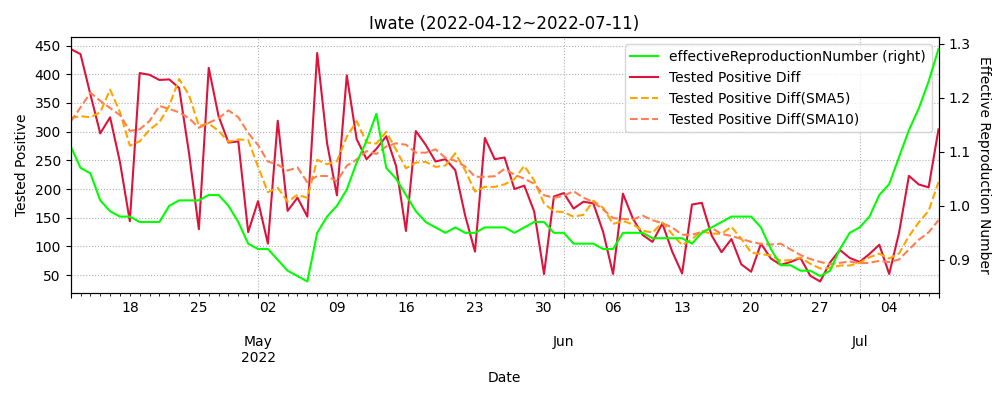 Iwate (2022-04-12~2022-07-11)
effectiveReproductionNumber (right)
Tested Positive Diff
Tested Positive Diff(SMA5)
Tested Positive Diff(SMA10)
Tested Positive
450
400
350
300
250
200
150
100
50
1.3
1.2
1.1
1.0
0.9
Effective Reproduction Number
18 25 02 09 16 23 30 06 13 20 27 04
May Jun Jul
2022
Date